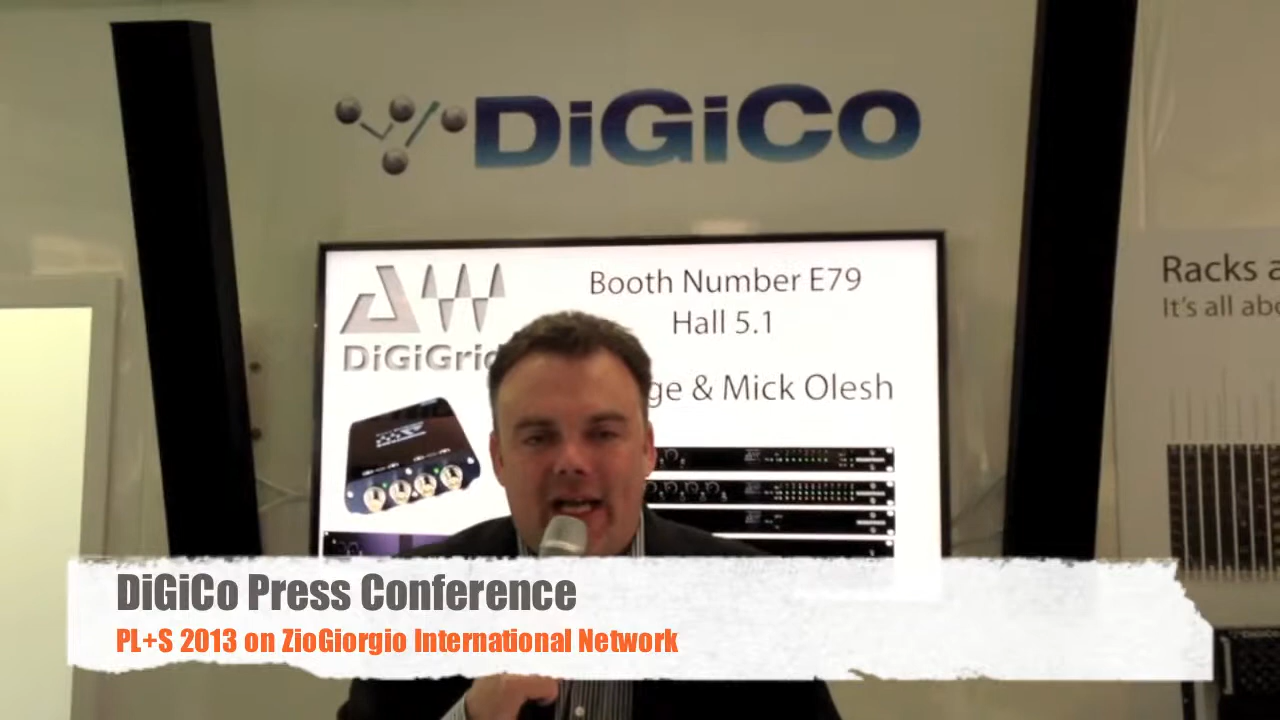 DiGiCo
Booth Number E79
Hall 5.1
DiGiGrid
ge & Mick Olesh
Racks a
It's all abo
DiGiCo Press Conference
PL+S 2013 on ZioGiorgio International Network